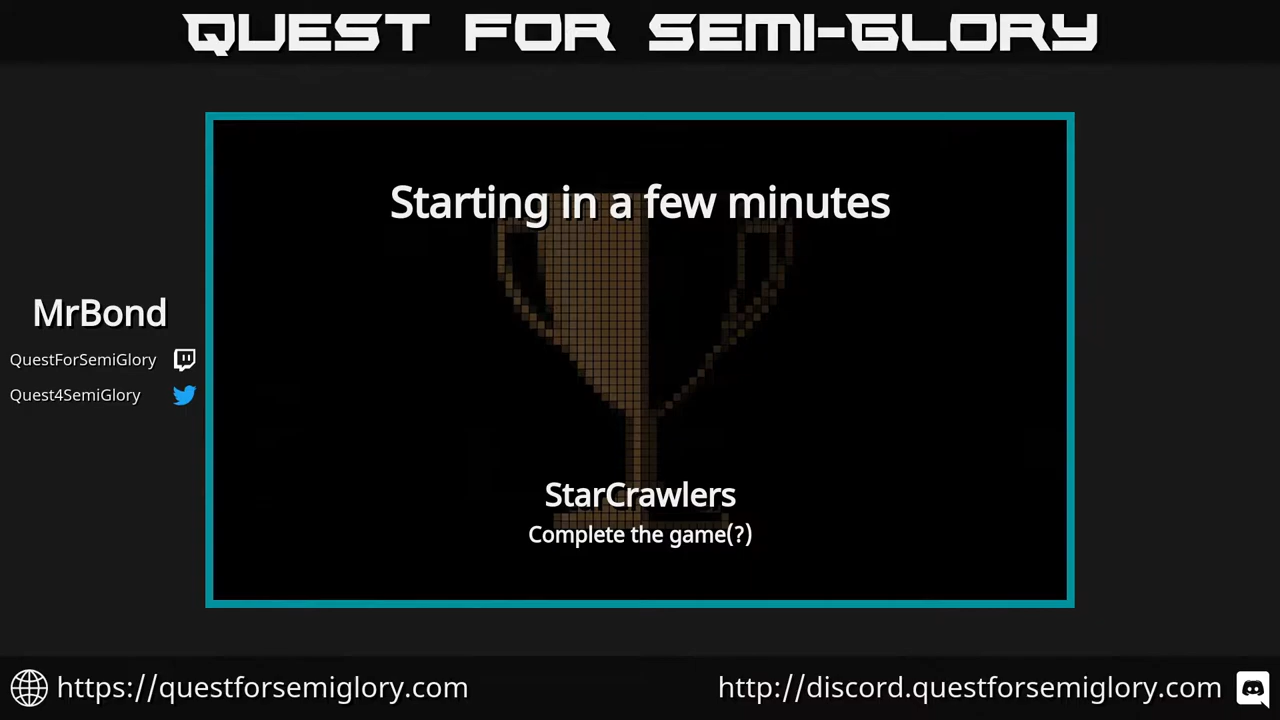 QUEST FOR SEMI-GLORY
Starting in a few minutes
MrBond
QuestForSemiGlory
Quest4SemiGlory
StarCrawlers
Complete the game(?)
https://questforsemiglory.com
http://discord.questforsemiglory.com